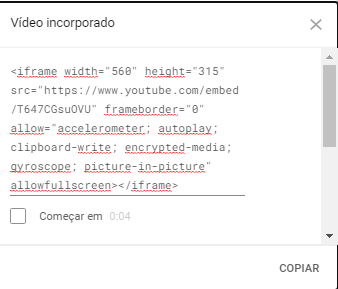 Vídeo incorporado
<iframe width="560" height="315"
src="https://www.youtube.com/embed
/T647CGsuOVU" frameborder="0"
allow="accelerometer; autoplay;
clipboard-write; encrypted-media;
gyroscope; picture-in-picture"
allowfullscreen></iframe>
Começar em 0:04
COPIAR